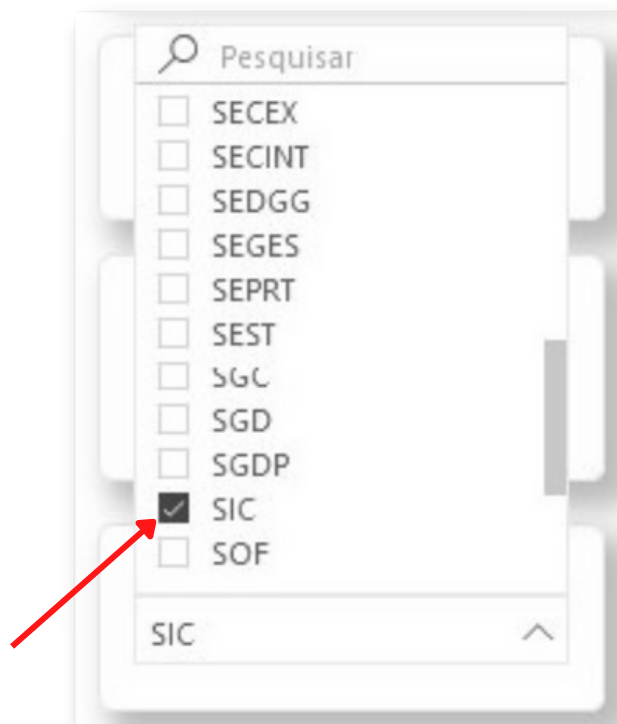 Pesquisar
SECEX
SECINT
SEDGG
SEGES
SEPRT
SEST
SGC
SGD
SGDP
SIC
SOF
SIC